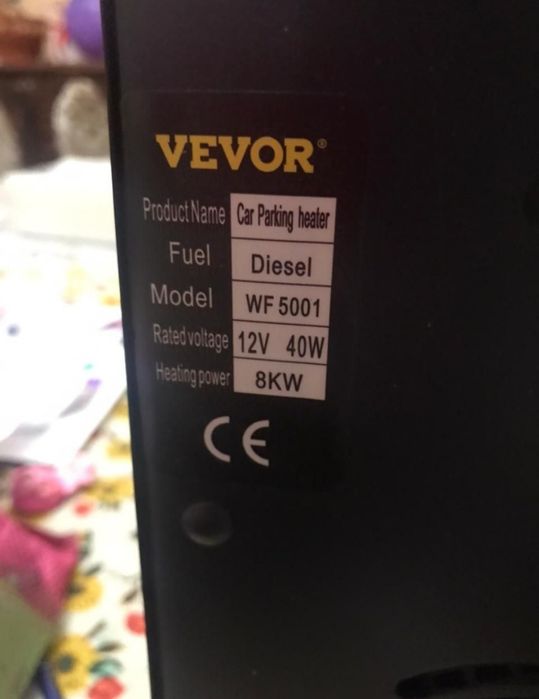 VEVOR®
Product Name Car Parking heater
Fuel Diesel
Model WF 5001
Rated voltage 12V 40W
Heating power 8KW
CE